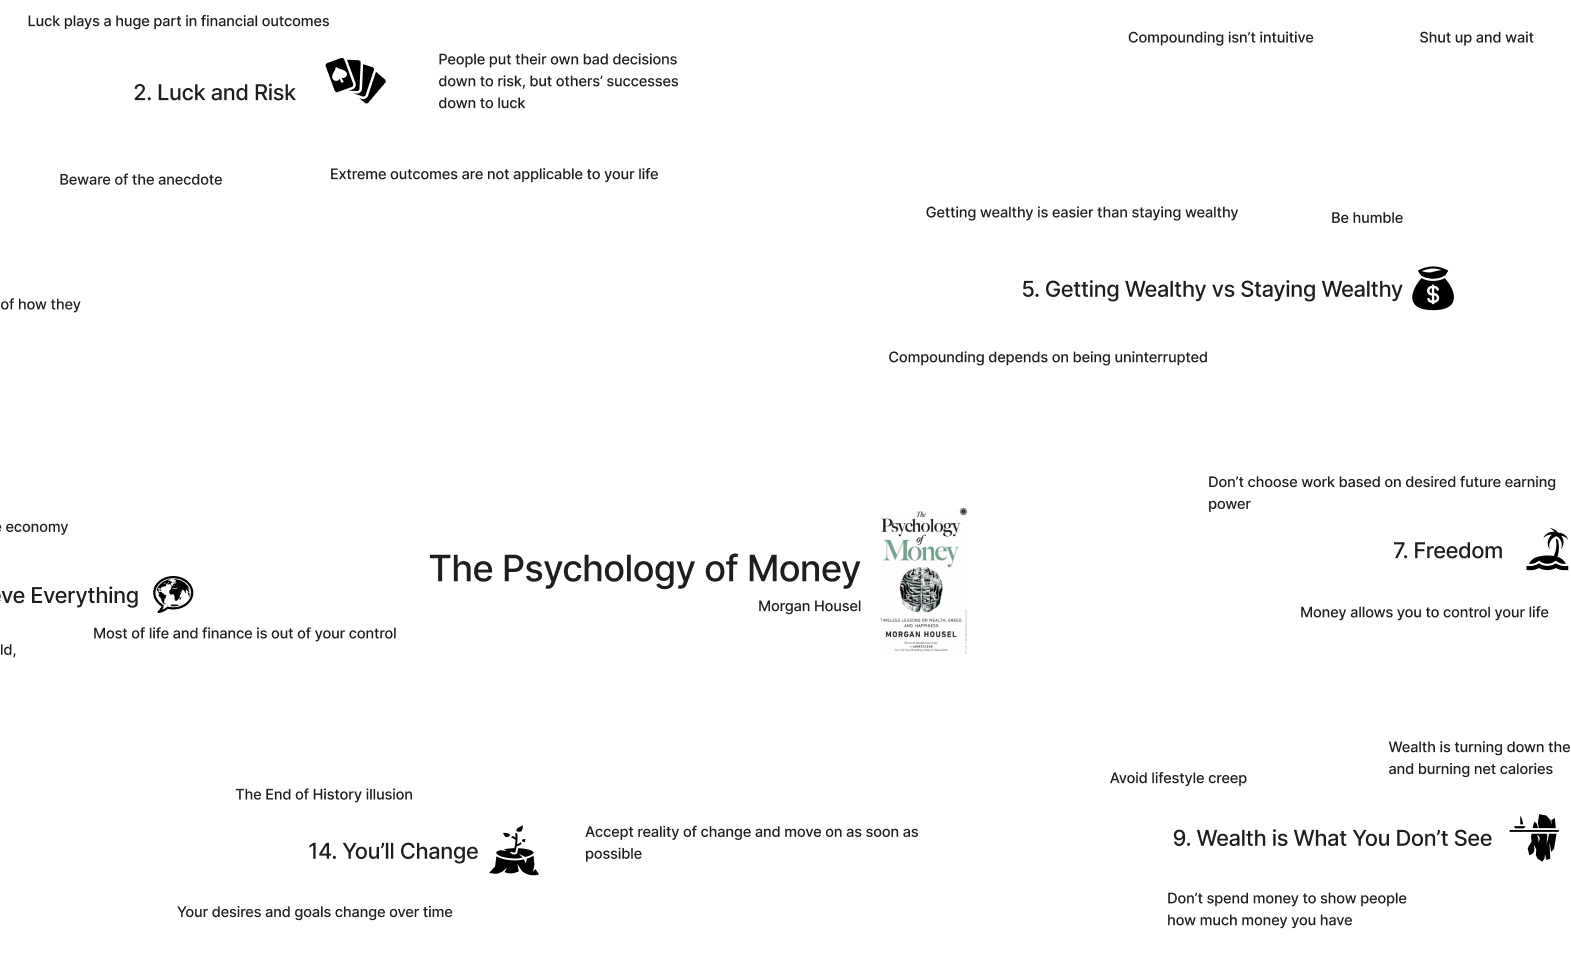 Luck plays a huge part in financial outcomes
2. Luck and Risk
People put their own bad decisions
down to risk, but others’ successes
down to luck
Beware of the anecdote
Extreme outcomes are not applicable to your life
Compounding isn’t intuitive
Shut up and wait
Getting wealthy is easier than staying wealthy
Be humble
5. Getting Wealthy vs Staying Wealthy
Compounding depends on being uninterrupted
of how they
economy
ve Everything
Most of life and finance is out of your control
ld,
The Psychology of Money
Morgan Housel
The
Psychology
of
Money
TIMELESS LESSONS ON WEALTH, GREED,
AND HAPPINESS
MORGAN HOUSEL
Don’t choose work based on desired future earning
power
7. Freedom
Money allows you to control your life
The End of History illusion
14. You’ll Change
Accept reality of change and move on as soon as
possible
Your desires and goals change over time
Wealth is turning down the
and burning net calories
Avoid lifestyle creep
9. Wealth is What You Don’t See
Don’t spend money to show people
how much money you have